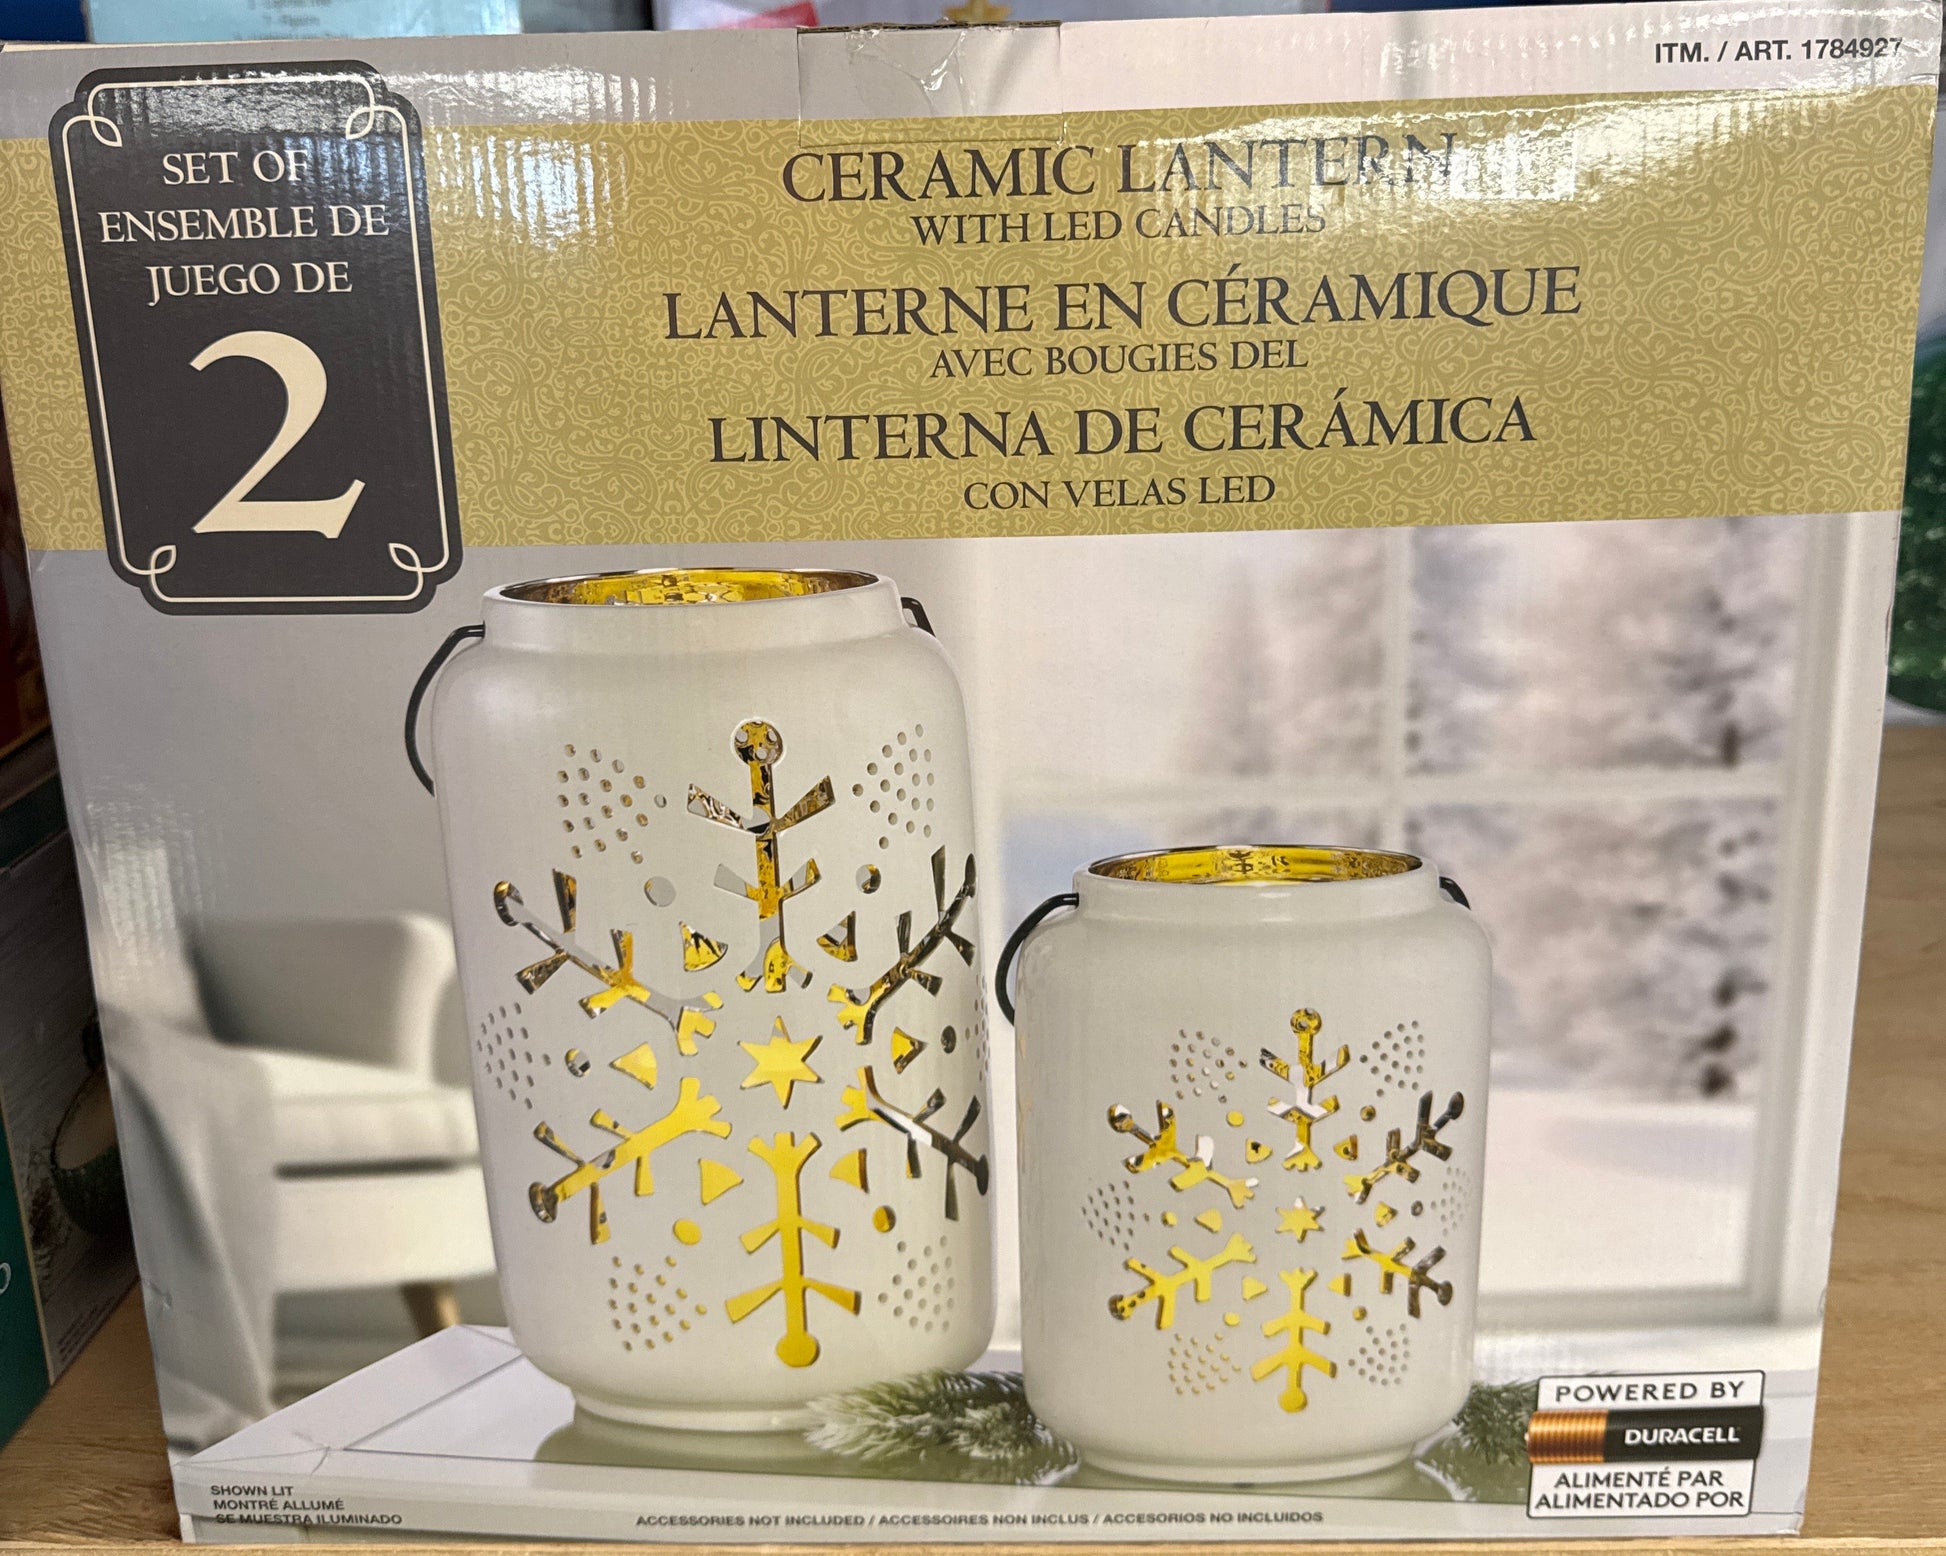 ITM. / ART. 1784927
SET OF
ENSEMBLE DE
JUEGO DE
2
CERAMIC LANTERN
WITH LED CANDLES
LANTERNE EN CÉRAMIQUE
AVEC BOUGIES DEL
LINTERNA DE CERÁMICA
CON VELAS LED
POWERED BY
DURACELL
ALIMENTÉ PAR
ALIMENTADO POR
SHOWN LIT
MONTRÉ ALLUMÉ
SE MUESTRA ILUMINADO
ACCESSORIES NOT INCLUDED / ACCESSOIRES NON INCLUS / ACCESORIOS NO INCLUIDOS